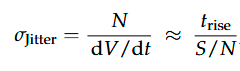 σ_Jitter = N / (dV/dt) ≈ t_rise / (S/N).